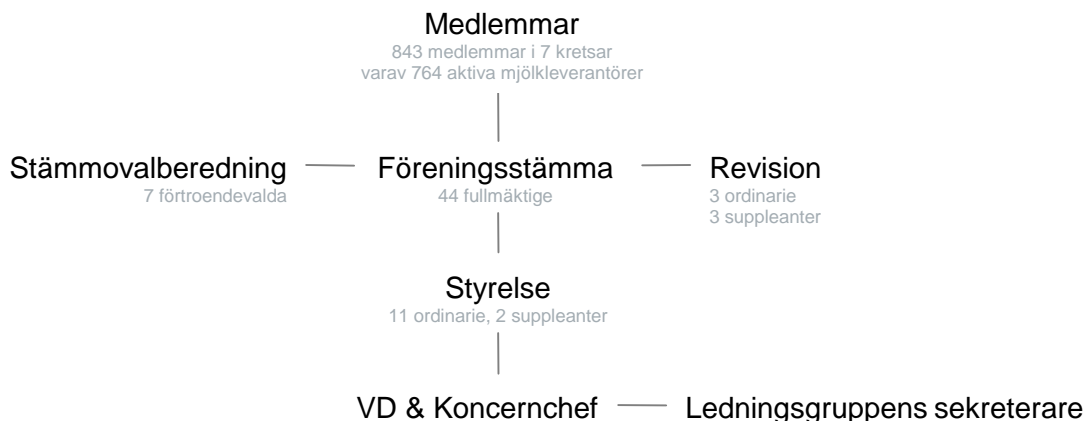 Medlemmar
843 medlemmar i 7 kretsar
varav 764 aktiva mjölkleverantörer
Stämmovalberedning
7 förtroendevalda
Föreningsstämma
44 fullmäktige
Revision
3 ordinarie
3 suppleanter
Styrelse
11 ordinarie, 2 suppleanter
VD & Koncernchef
Ledningsgruppens sekreterare